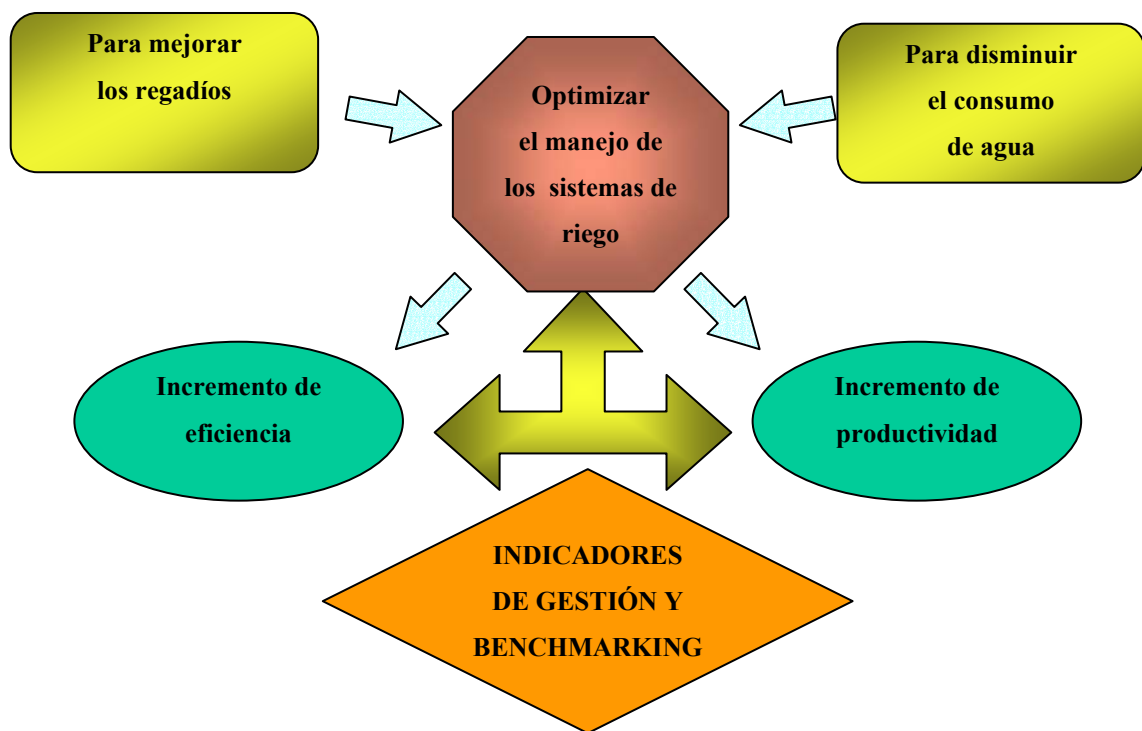 Para mejorar
los regadíos
Optimizar
el manejo de
los sistemas de
riego
Para disminuir
el consumo
de agua
Incremento de
eficiencia
Incremento de
productividad
INDICADORES
DE GESTIÓN Y
BENCHMARKING